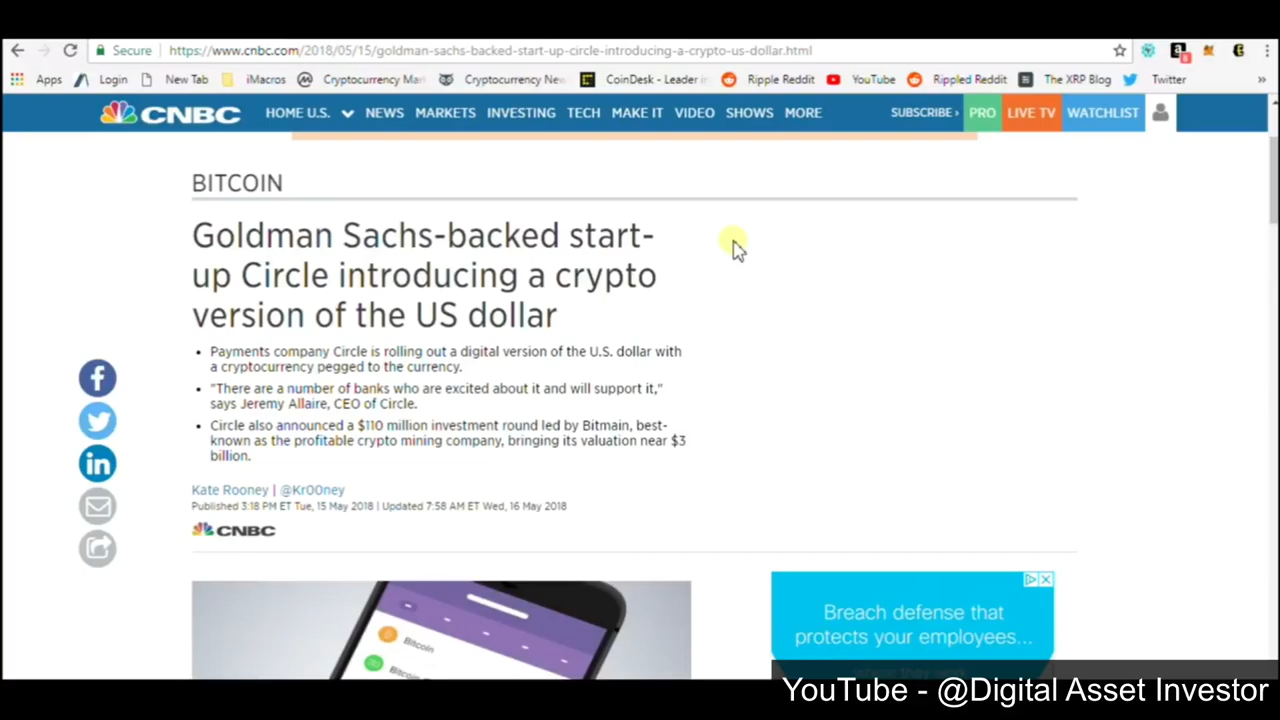 Secure https://www.cnbc.com/2018/05/15/goldman-sachs-backed-start-up-circle-introducing-a-crypto-us-dollar.html
Apps Login New Tab iMacros Cryptocurrency Mar Cryptocurrency New CoinDesk - Leader in Ripple Reddit YouTube Rippled Reddit The XRP Blog Twitter »
CNBC HOME U.S. NEWS MARKETS INVESTING TECH MAKE IT VIDEO SHOWS MORE SUBSCRIBE › PRO LIVE TV WATCHLIST
BITCOIN
Goldman Sachs-backed start-
up Circle introducing a crypto
version of the US dollar
• Payments company Circle is rolling out a digital version of the U.S. dollar with
a cryptocurrency pegged to the currency.
• "There are a number of banks who are excited about it and will support it,"
says Jeremy Allaire, CEO of Circle.
• Circle also announced a $110 million investment round led by Bitmain, best-
known as the profitable crypto mining company, bringing its valuation near $3
billion.
Kate Rooney | @Kr00ney
Published 3:18 PM ET Tue, 15 May 2018 | Updated 7:58 AM ET Wed, 16 May 2018
CNBC
Bitcoin
Bitcoin
Breach defense that
protects your employees...
YouTube - @Digital Asset Investor